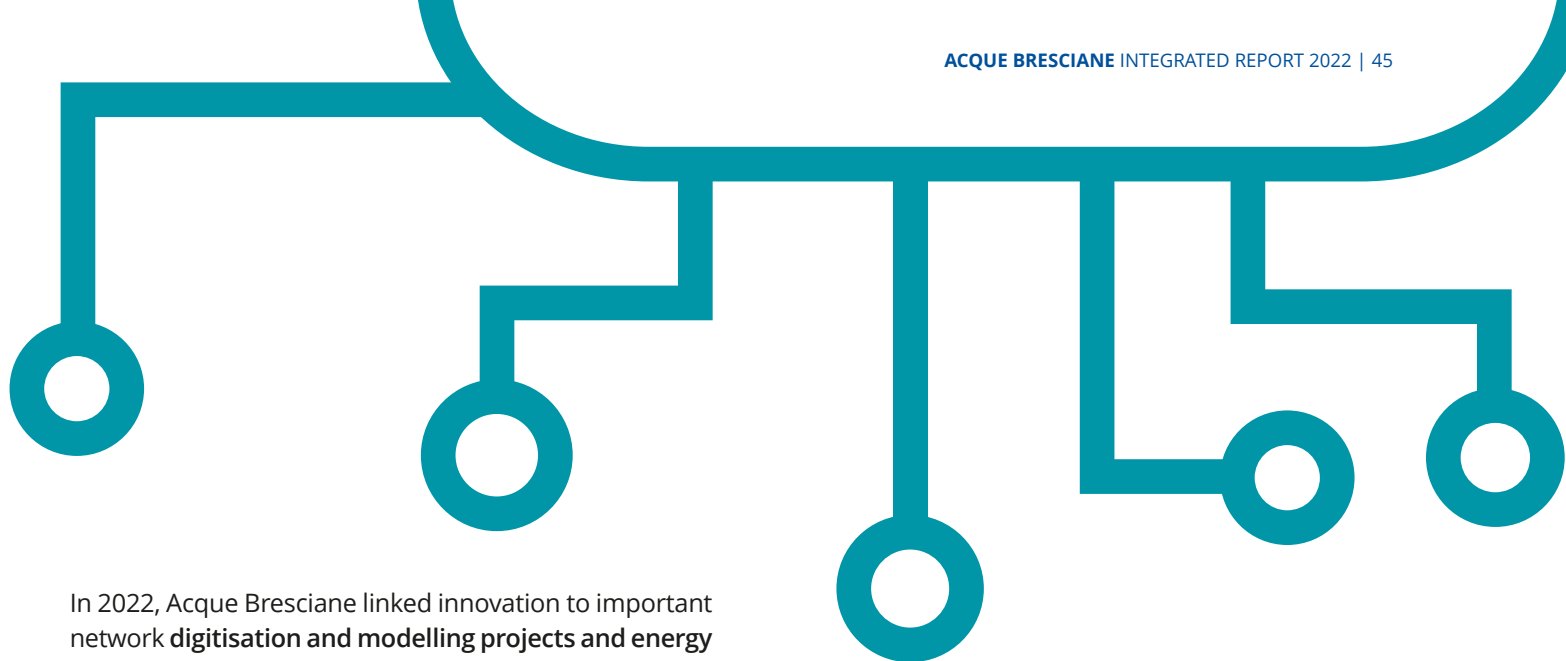 ACQUE BRESCIANE INTEGRATED REPORT 2022 | 45
In 2022, Acque Bresciane linked innovation to important
network digitisation and modelling projects and energy